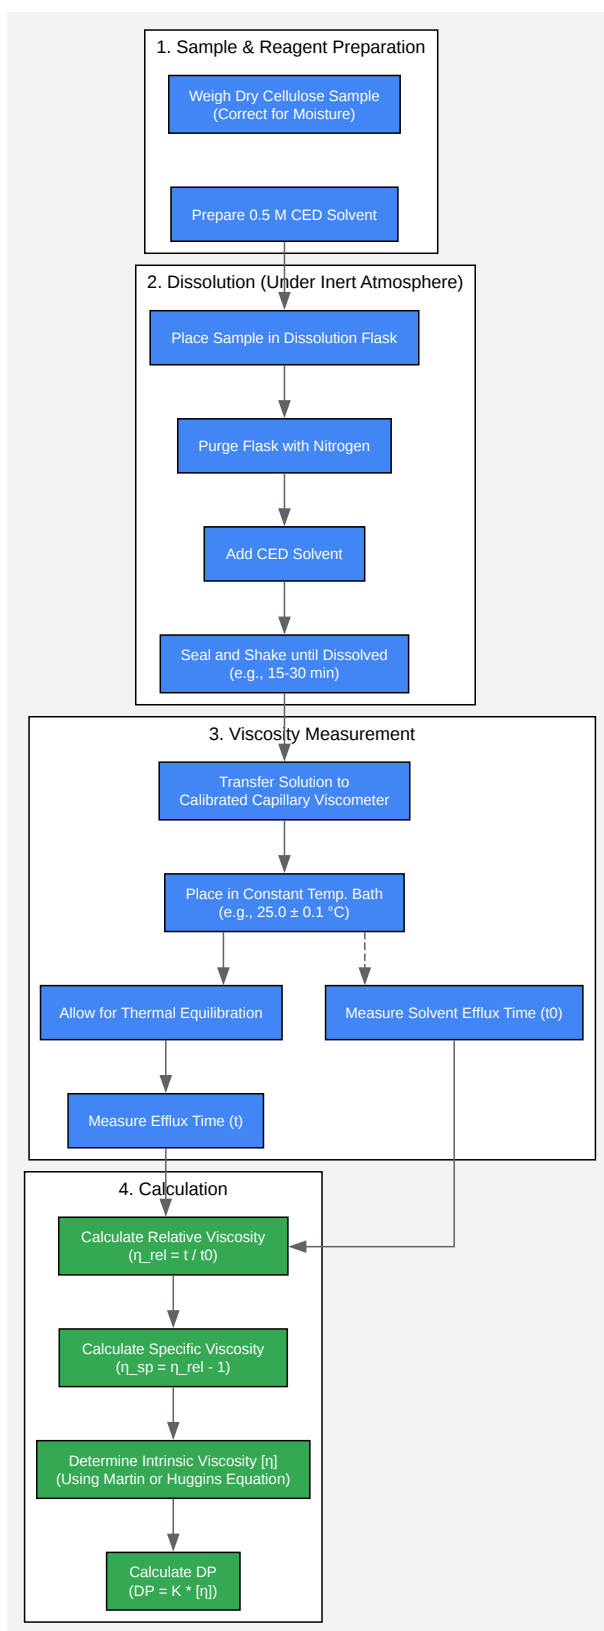 1. Sample & Reagent Preparation
Weigh Dry Cellulose Sample
(Correct for Moisture)
Prepare 0.5 M CED Solvent
2. Dissolution (Under Inert Atmosphere)
Place Sample in Dissolution Flask
Purge Flask with Nitrogen
Add CED Solvent
Seal and Shake until Dissolved
(e.g., 15-30 min)
3. Viscosity Measurement
Transfer Solution to
Calibrated Capillary Viscometer
Place in Constant Temp. Bath
(e.g., 25.0 ± 0.1 °C)
Allow for Thermal Equilibration
Measure Solvent Efflux Time (t0)
Measure Efflux Time (t)
4. Calculation
Calculate Relative Viscosity
(η_rel = t / t0)
Calculate Specific Viscosity
(η_sp = η_rel - 1)
Determine Intrinsic Viscosity [η]
(Using Martin or Huggins Equation)
Calculate DP
(DP = K * [η])